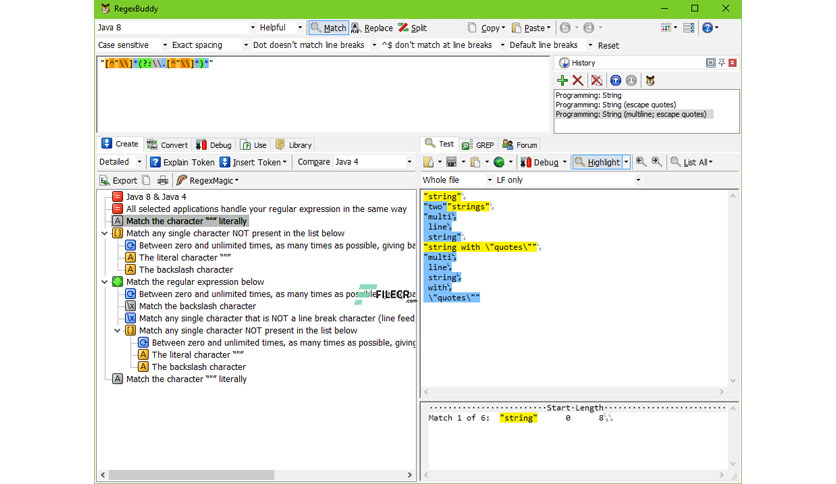 RegexBuddy
Java 8 Helpful Match Replace Split Copy Paste
Case sensitive Exact spacing Dot doesn't match line breaks ^$ don't match at line breaks Default line breaks Reset
"[^"\\]*(?:\\.[^"\\]*)*"
History
Programming: String
Programming: String (escape quotes)
Programming: String (multiline; escape quotes)
Create Convert Debug Use Library
Detailed Explain Token Insert Token Compare Java 4
Export RegexMagic
Java 8 & Java 4
All selected applications handle your regular expression in the same way
Match the character “"” literally
Match any single character NOT present in the list below
Between zero and unlimited times, as many times as possible, giving ba
The literal character “"”
The backslash character
Match the regular expression below
Between zero and unlimited times, as many times as
Match the backslash character
Match any single character that is NOT a line break character (line feed
Match any single character NOT present in the list below
Between zero and unlimited times, as many times as possible, giving
The literal character “"”
The backslash character
Match the character “"” literally
FILECR
.com
Test GREP Forum
Debug Highlight List All
Whole file LF only
"string"
"two""strings"
"multi
line
string"
"string with \"quotes\""
"multi
line
string
with
\"quotes\""
Start Length
Match 1 of 6: "string" 0 8